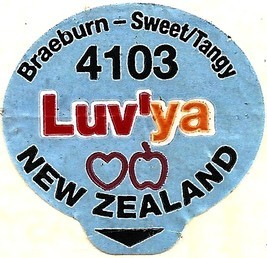 Braeburn - Sweet/Tangy
4103
Luv'ya
NEW ZEALAND